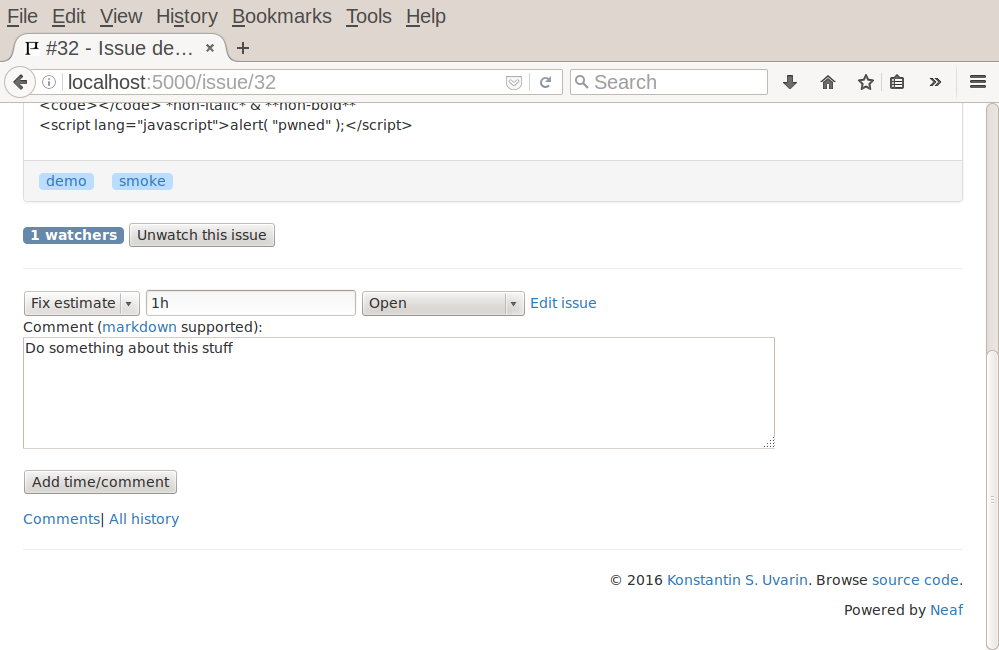 File Edit View History Bookmarks Tools Help
#32 - Issue de... × +
localhost:5000/issue/32 Search
<code></code> *non-italic* & **non-bold**
<script lang="javascript">alert( "pwned" );</script>
demo smoke
1 watchers Unwatch this issue
Fix estimate 1h Open Edit issue
Comment (markdown supported):
Do something about this stuff
Add time/comment
Comments| All history
© 2016 Konstantin S. Uvarin. Browse source code.
Powered by Neaf